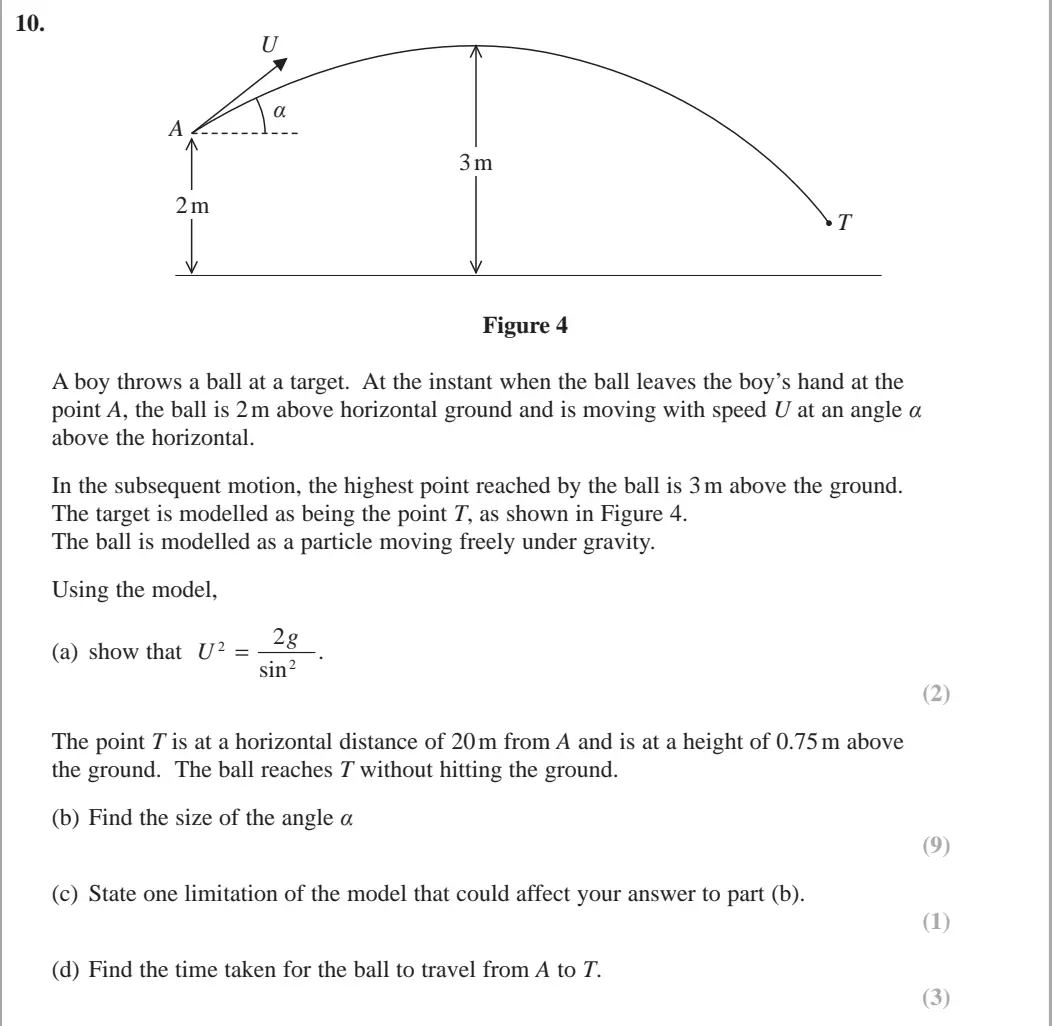 10.
U
α
A
3 m
2 m
T
Figure 4
A boy throws a ball at a target. At the instant when the ball leaves the boy’s hand at the
point A, the ball is 2 m above horizontal ground and is moving with speed U at an angle α
above the horizontal.
In the subsequent motion, the highest point reached by the ball is 3 m above the ground.
The target is modelled as being the point T, as shown in Figure 4.
The ball is modelled as a particle moving freely under gravity.
Using the model,
(a) show that U² = 2g / sin² .
(2)
The point T is at a horizontal distance of 20 m from A and is at a height of 0.75 m above
the ground. The ball reaches T without hitting the ground.
(b) Find the size of the angle α
(9)
(c) State one limitation of the model that could affect your answer to part (b).
(1)
(d) Find the time taken for the ball to travel from A to T.
(3)